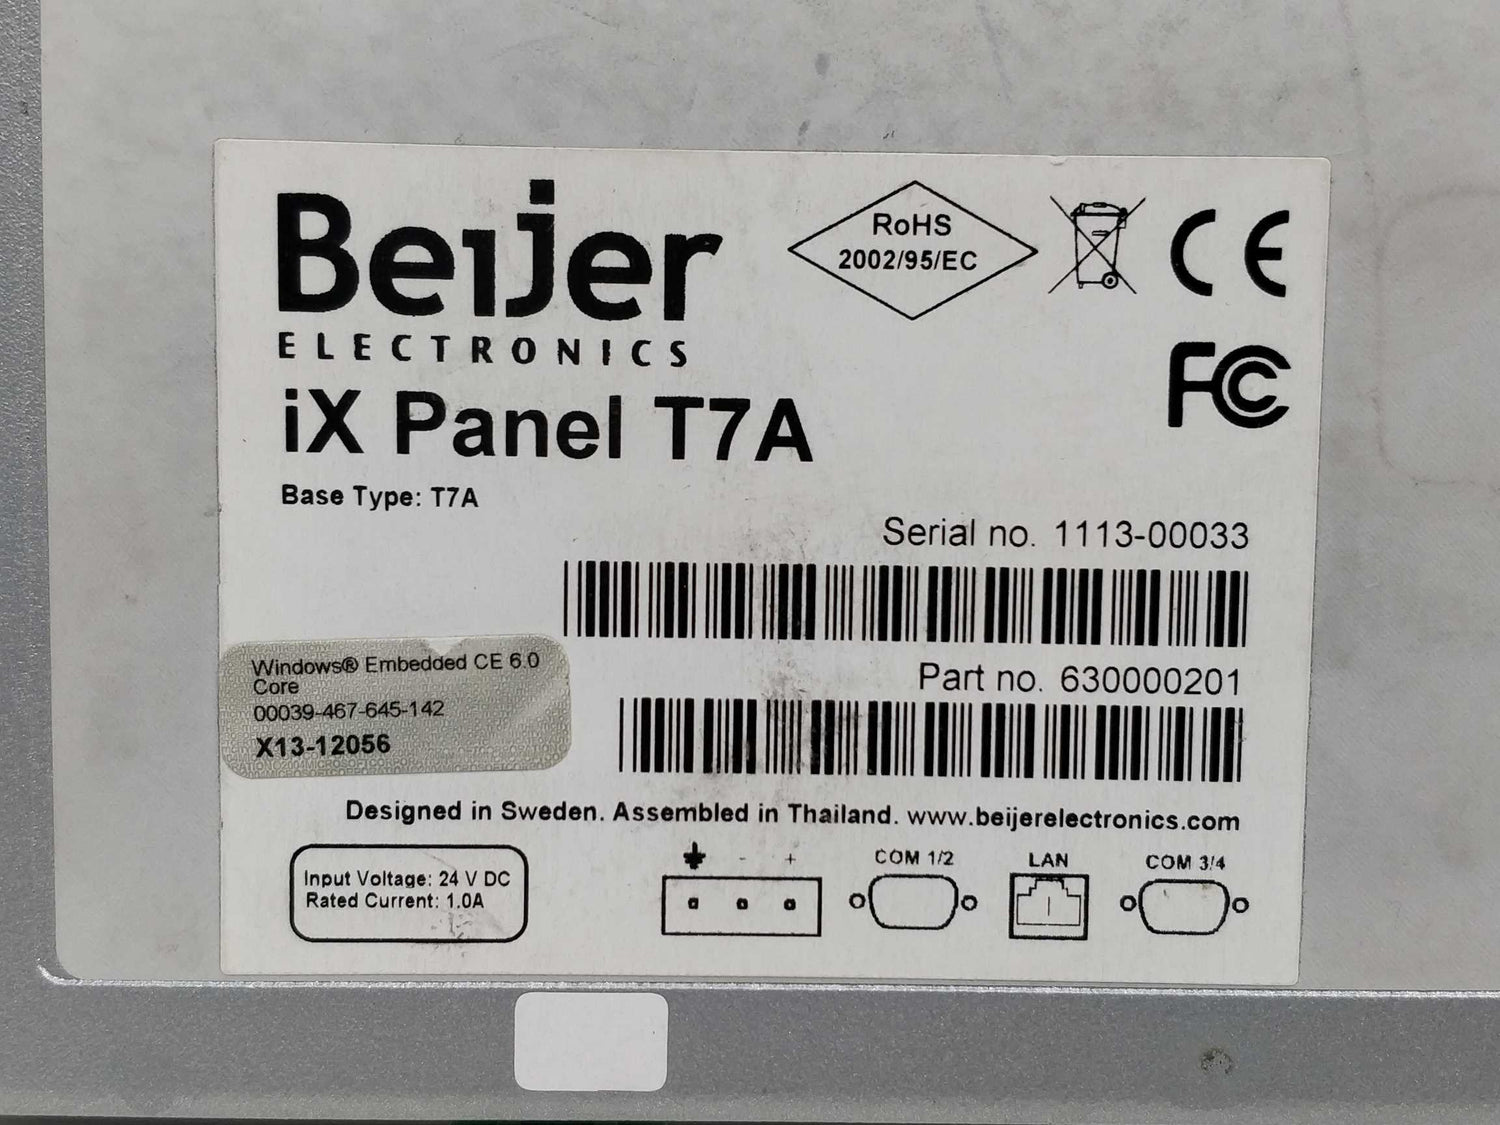 Beijer
ELECTRONICS
RoHS
2002/95/EC
CE
FC
iX Panel T7A
Base Type: T7A
Serial no. 1113-00033
Windows® Embedded CE 6.0
Core
00039-467-645-142
X13-12056
Part no. 630000201
Designed in Sweden. Assembled in Thailand. www.beijerelectronics.com
Input Voltage: 24 V DC
Rated Current: 1.0A
- +
COM 1/2
LAN
COM 3/4